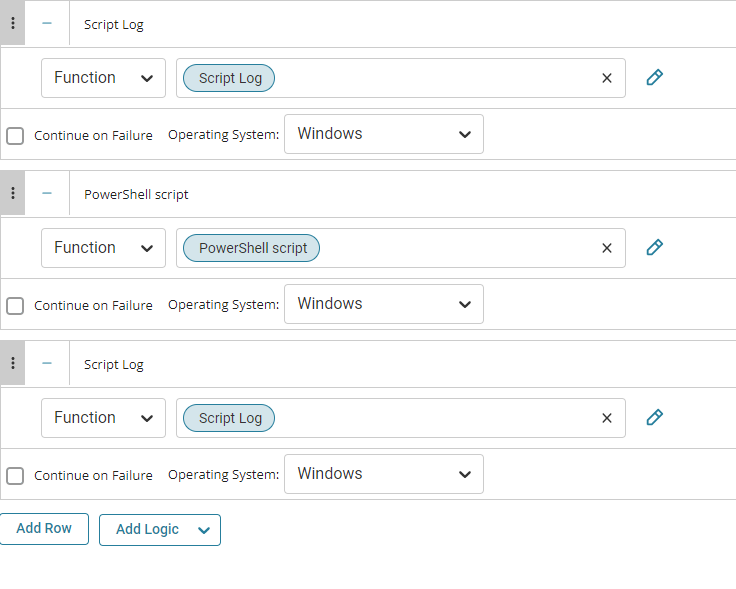 Script Log
Function Script Log
Continue on Failure Operating System: Windows
PowerShell script
Function PowerShell script
Continue on Failure Operating System: Windows
Script Log
Function Script Log
Continue on Failure Operating System: Windows
Add Row Add Logic